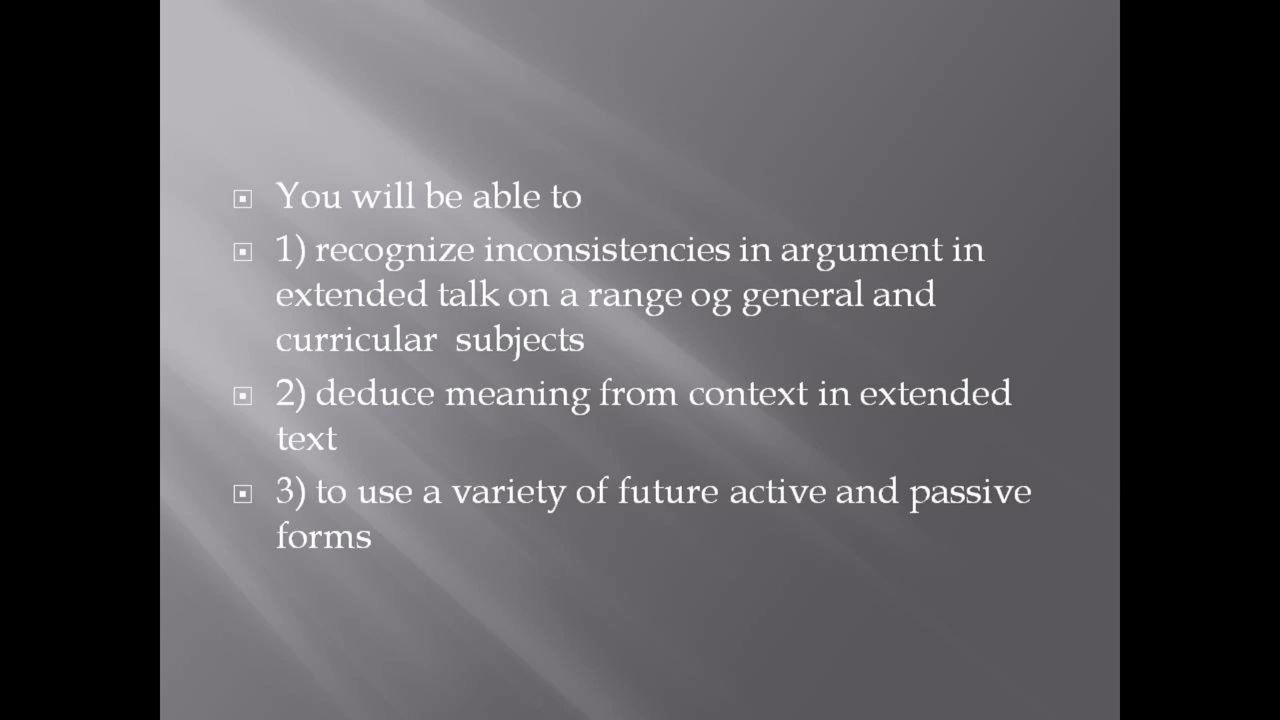 You will be able to
1) recognize inconsistencies in argument in
extended talk on a range og general and
curricular  subjects
2) deduce meaning from context in extended
text
3) to use a variety of future active and passive
forms